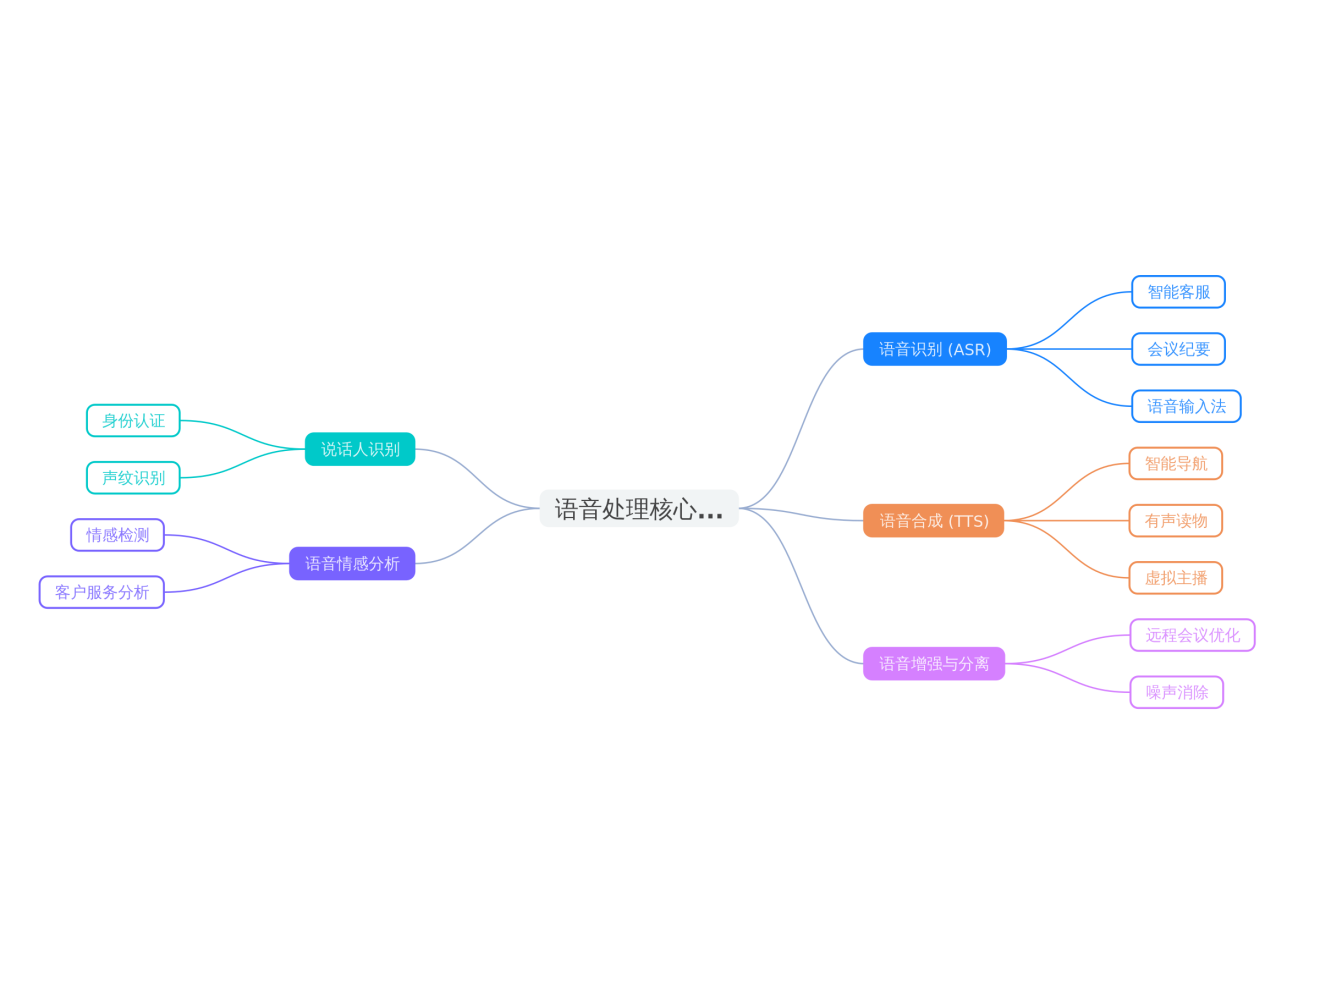 语音处理核心...
语音识别 (ASR)
智能客服
会议纪要
语音输入法
语音合成 (TTS)
智能导航
有声读物
虚拟主播
语音增强与分离
远程会议优化
噪声消除
说话人识别
身份认证
声纹识别
语音情感分析
情感检测
客户服务分析